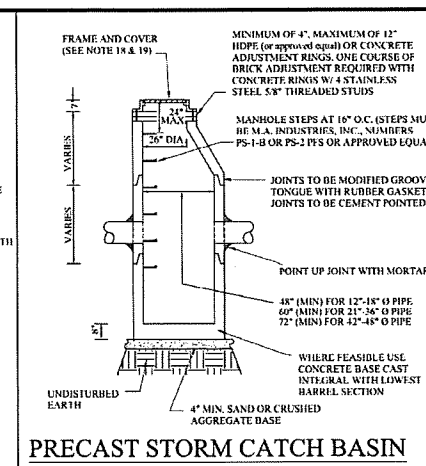 FRAME AND COVER
(SEE NOTE 18 & 19)
MINIMUM OF 4", MAXIMUM OF 12"
HDPE (or approved equal) OR CONCRETE
ADJUSTMENT RINGS. ONE COURSE OF
BRICK ADJUSTMENT REQUIRED WITH
CONCRETE RINGS W/ 4 STAINLESS
STEEL 5/8" THREADED STUDS
7"
24"
MAX
26" DIA
MANHOLE STEPS AT 16" O.C. (STEPS MU
BE M.A. INDUSTRIES, INC., NUMBERS
PS-1-B OR PS-2 PFS OR APPROVED EQUA
VARIES
JOINTS TO BE MODIFIED GROOV
TONGUE WITH RUBBER GASKET
JOINTS TO BE CEMENT POINTED
VARIES
TH
POINT UP JOINT WITH MORTAR
48" (MIN) FOR 12"-18" Ø PIPE
60" (MIN) FOR 21"-36" Ø PIPE
72" (MIN) FOR 42"-48" Ø PIPE
8"
WHERE FEASIBLE USE
CONCRETE BASE CAST
INTEGRAL WITH LOWEST
BARREL SECTION
UNDISTURBED
EARTH
4" MIN. SAND OR CRUSHED
AGGREGATE BASE
PRECAST STORM CATCH BASIN